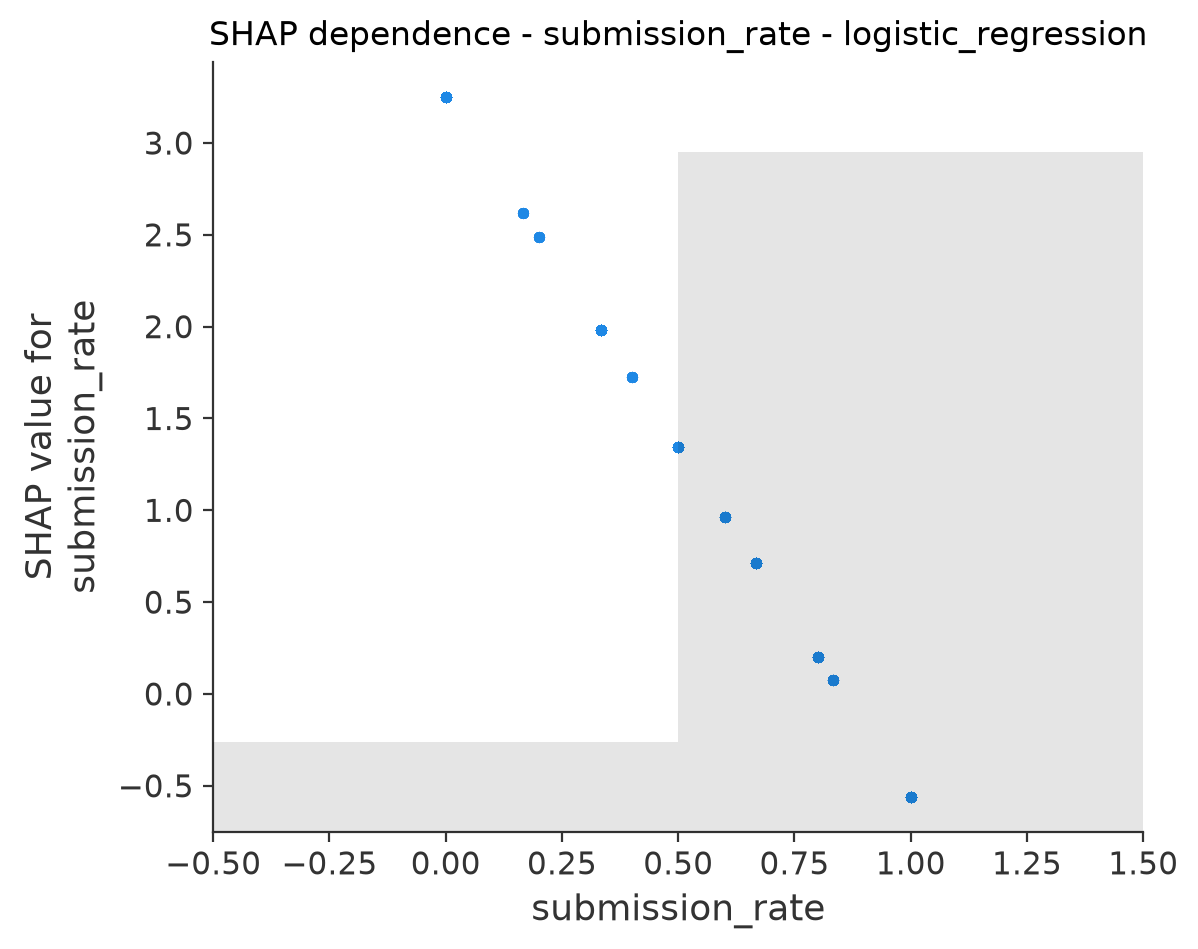 SHAP dependence - submission_rate - logistic_regression
3.0
2.5
2.0
1.5
1.0
0.5
0.0
−0.5
SHAP value for
submission_rate
−0.50 −0.25 0.00 0.25 0.50 0.75 1.00 1.25 1.50
submission_rate